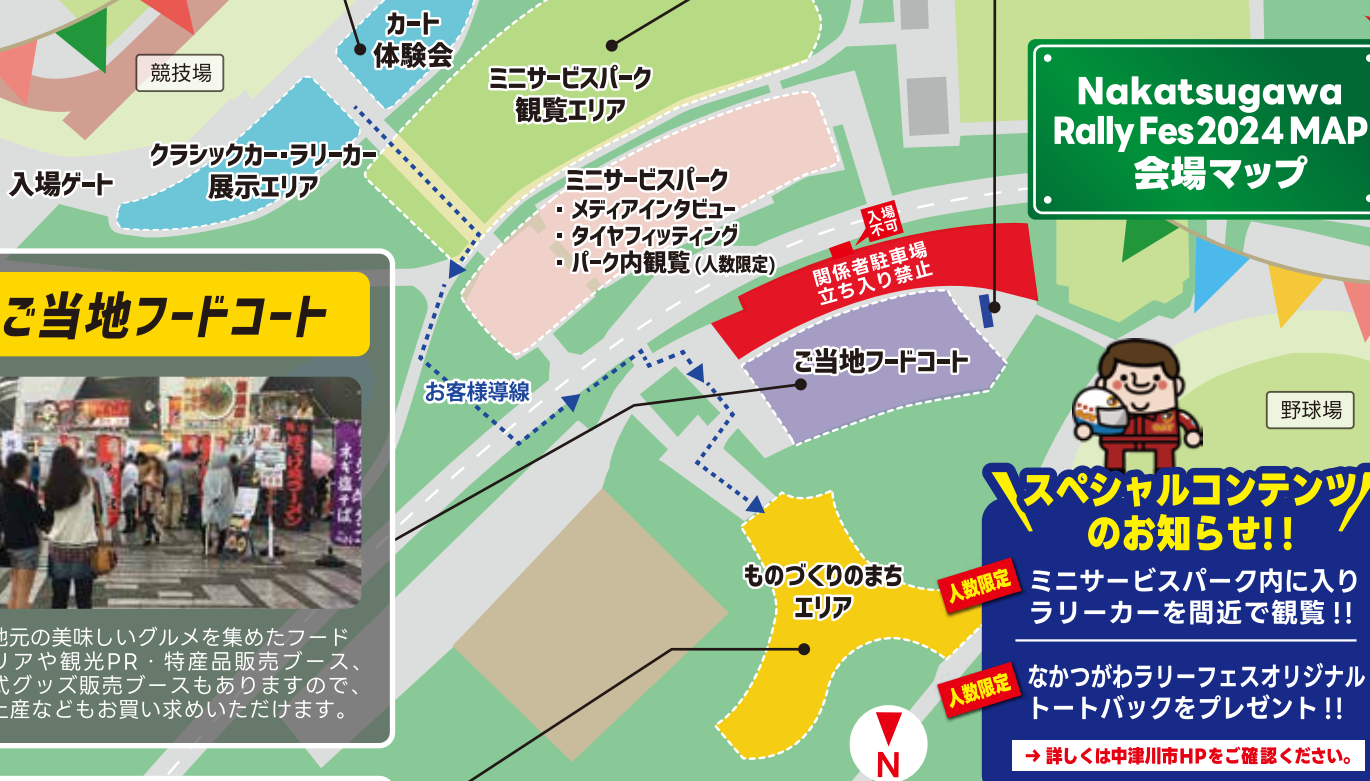 カート
体験会
競技場
ミニサービスパーク
観覧エリア
Nakatsugawa
Rally Fes 2024 MAP
会場マップ
クラシックカー・ラリーカー
展示エリア
入場ゲート
ミニサービスパーク
・メディアインタビュー
・タイヤフィッティング
・パーク内観覧 (人数限定)
入場
不可
関係者駐車場
立ち入り禁止
ご当地フードコート
ご当地フードコート
お客様導線
野球場
スペシャルコンテンツ
のお知らせ!!
人数限定
ミニサービスパーク内に入り
ラリーカーを間近で観覧!!
人数限定
なかつがわラリーフェスオリジナル
トートバックをプレゼント!!
→ 詳しくは中津川市HPをご確認ください。
ものづくりのまち
エリア
地元の美味しいグルメを集めたフード
リアや観光PR・特産品販売ブース、
式グッズ販売ブースもありますので、
土産などもお買い求めいただけます。
N